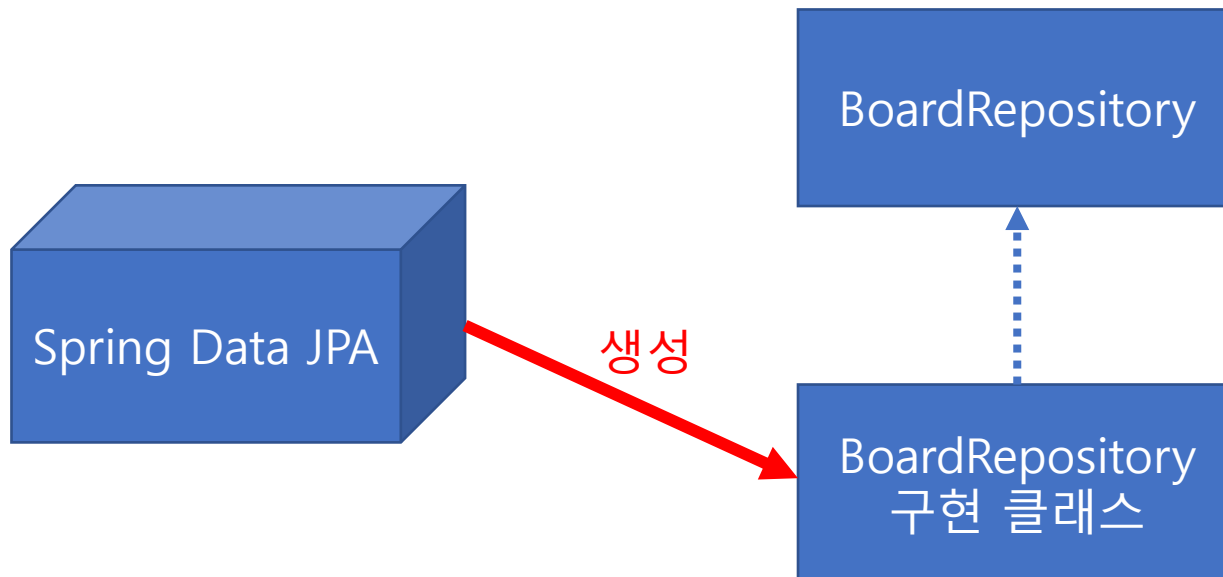 BoardRepository
Spring Data JPA
생성
BoardRepository
구현 클래스